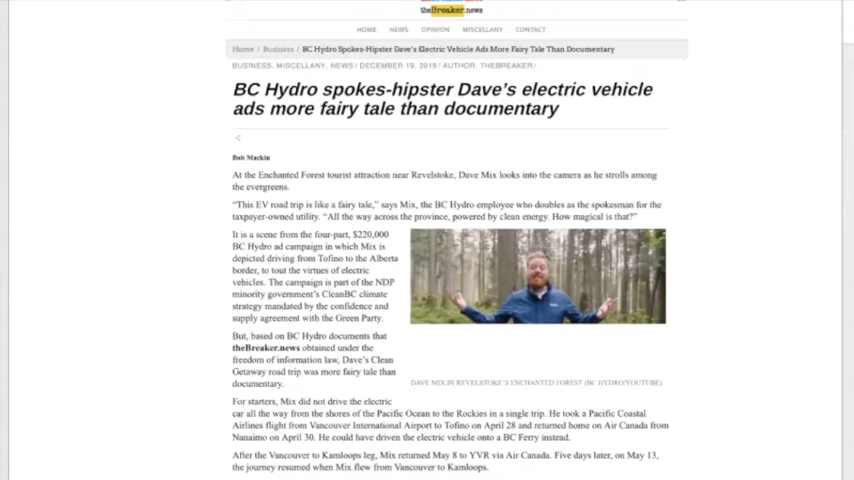 theBreaker.news
HOME NEWS OPINION MISCELLANY CONTACT
Home / Business / BC Hydro Spokes-Hipster Dave's Electric Vehicle Ads More Fairy Tale Than Documentary
BUSINESS, MISCELLANY, NEWS / DECEMBER 19, 2019 / AUTHOR: THEBREAKER /
BC Hydro spokes-hipster Dave's electric vehicle
ads more fairy tale than documentary
Bob Mackin
At the Enchanted Forest tourist attraction near Revelstoke, Dave Mix looks into the camera as he strolls among
the evergreens.
“This EV road trip is like a fairy tale,” says Mix, the BC Hydro employee who doubles as the spokesman for the
taxpayer-owned utility. “All the way across the province, powered by clean energy. How magical is that?”
It is a scene from the four-part, $220,000
BC Hydro ad campaign in which Mix is
depicted driving from Tofino to the Alberta
border, to tout the virtues of electric
vehicles. The campaign is part of the NDP
minority government's CleanBC climate
strategy mandated by the confidence and
supply agreement with the Green Party.
But, based on BC Hydro documents that
theBreaker.news obtained under the
freedom of information law, Dave's Clean
Getaway road trip was more fairy tale than
documentary.
DAVE MIX IN REVELSTOKE'S ENCHANTED FOREST (BC HYDRO/YOUTUBE)
For starters, Mix did not drive the electric
car all the way from the shores of the Pacific Ocean to the Rockies in a single trip. He took a Pacific Coastal
Airlines flight from Vancouver International Airport to Tofino on April 28 and returned home on Air Canada from
Nanaimo on April 30. He could have driven the electric vehicle onto a BC Ferry instead.
After the Vancouver to Kamloops leg, Mix returned May 8 to YVR via Air Canada. Five days later, on May 13,
the journey resumed when Mix flew from Vancouver to Kamloops.